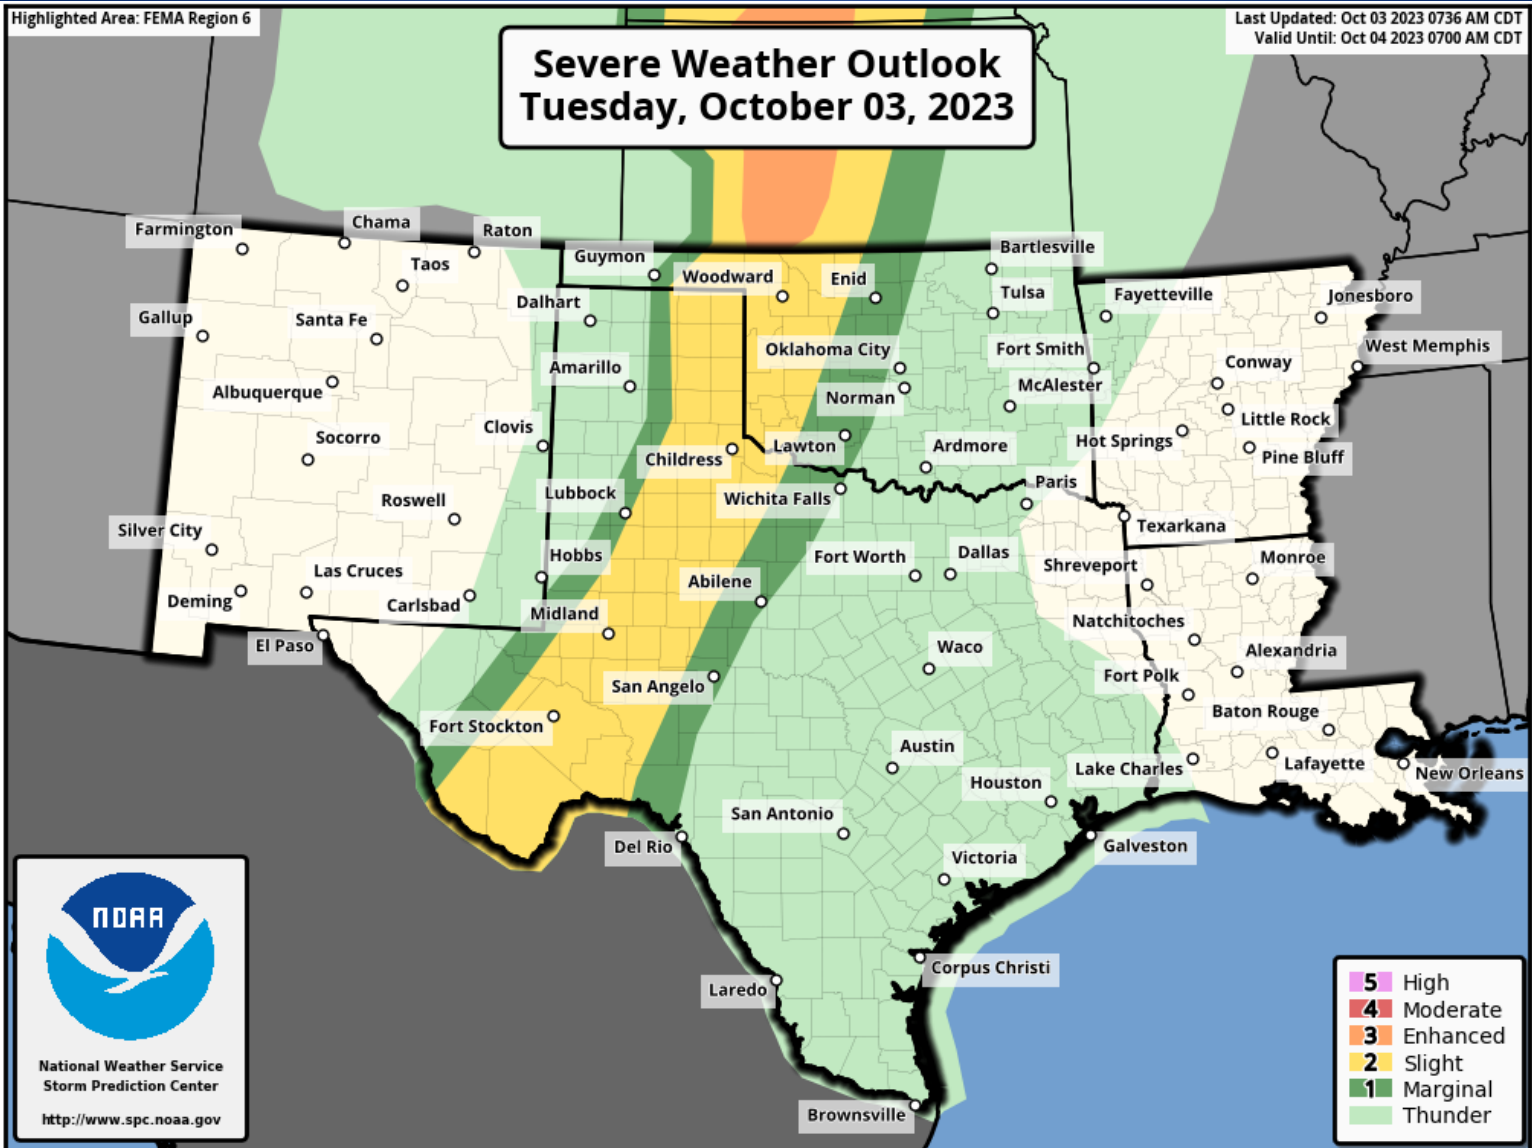 Highlighted Area: FEMA Region 6
Last Updated: Oct 03 2023 0736 AM CDT
Valid Until: Oct 04 2023 0700 AM CDT
Severe Weather Outlook
Tuesday, October 03, 2023
Farmington
Chama
Raton
Taos
Guymon
Woodward
Enid
Bartlesville
Gallup
Santa Fe
Dalhart
Tulsa
Fayetteville
Jonesboro
Albuquerque
Amarillo
Oklahoma City
Fort Smith
Conway
West Memphis
Norman
McAlester
Little Rock
Socorro
Clovis
Childress
Lawton
Ardmore
Hot Springs
Pine Bluff
Roswell
Lubbock
Wichita Falls
Paris
Silver City
Texarkana
Las Cruces
Hobbs
Fort Worth
Dallas
Shreveport
Monroe
Deming
Carlsbad
Midland
Abilene
Natchitoches
El Paso
Waco
Alexandria
San Angelo
Fort Polk
Fort Stockton
Baton Rouge
Austin
Houston
Lake Charles
Lafayette
New Orleans
San Antonio
Del Rio
Victoria
Galveston
Laredo
Corpus Christi
Brownsville
NOAA
National Weather Service
Storm Prediction Center
http://www.spc.noaa.gov
5 High
4 Moderate
3 Enhanced
2 Slight
1 Marginal
Thunder